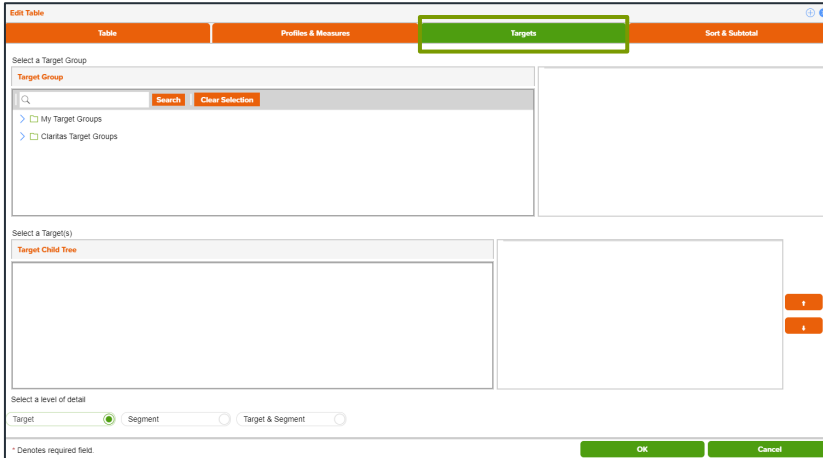 Edit Table
Table
Profiles & Measures
Targets
Sort & Subtotal
Select a Target Group
Target Group
Search
Clear Selection
My Target Groups
Claritas Target Groups
Select a Target(s)
Target Child Tree
Select a level of detail
Target
Segment
Target & Segment
* Denotes required field.
OK
Cancel